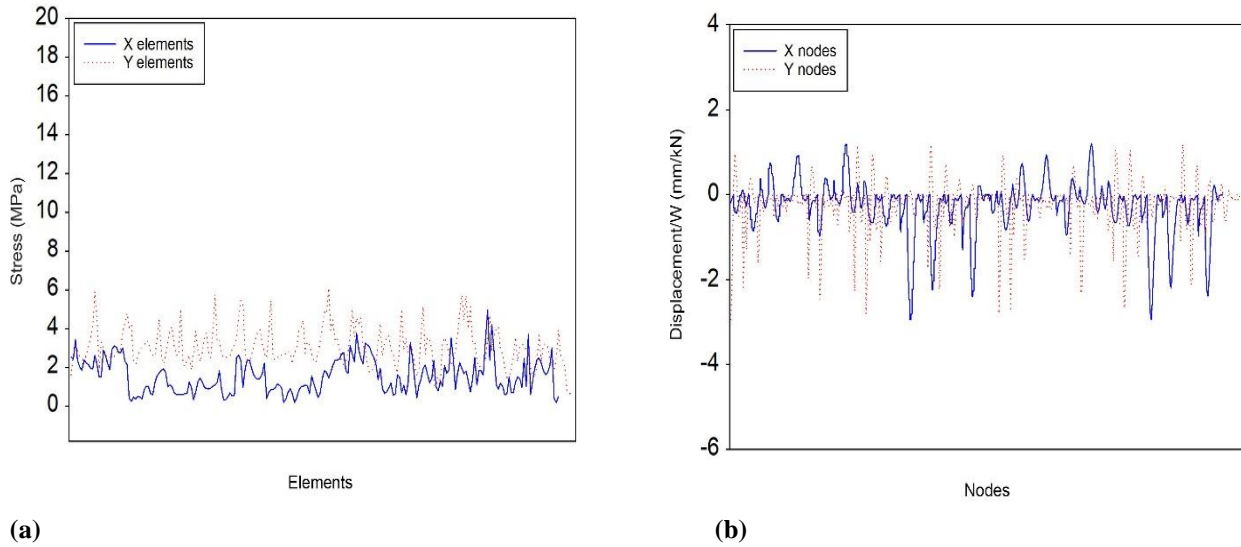 20
18
16
14
12
10
8
6
4
2
0
Stress (MPa)
X elements
Y elements
Elements
(a)
4
2
0
-2
-4
-6
Displacement/W (mm/kN)
X nodes
Y nodes
Nodes
(b)